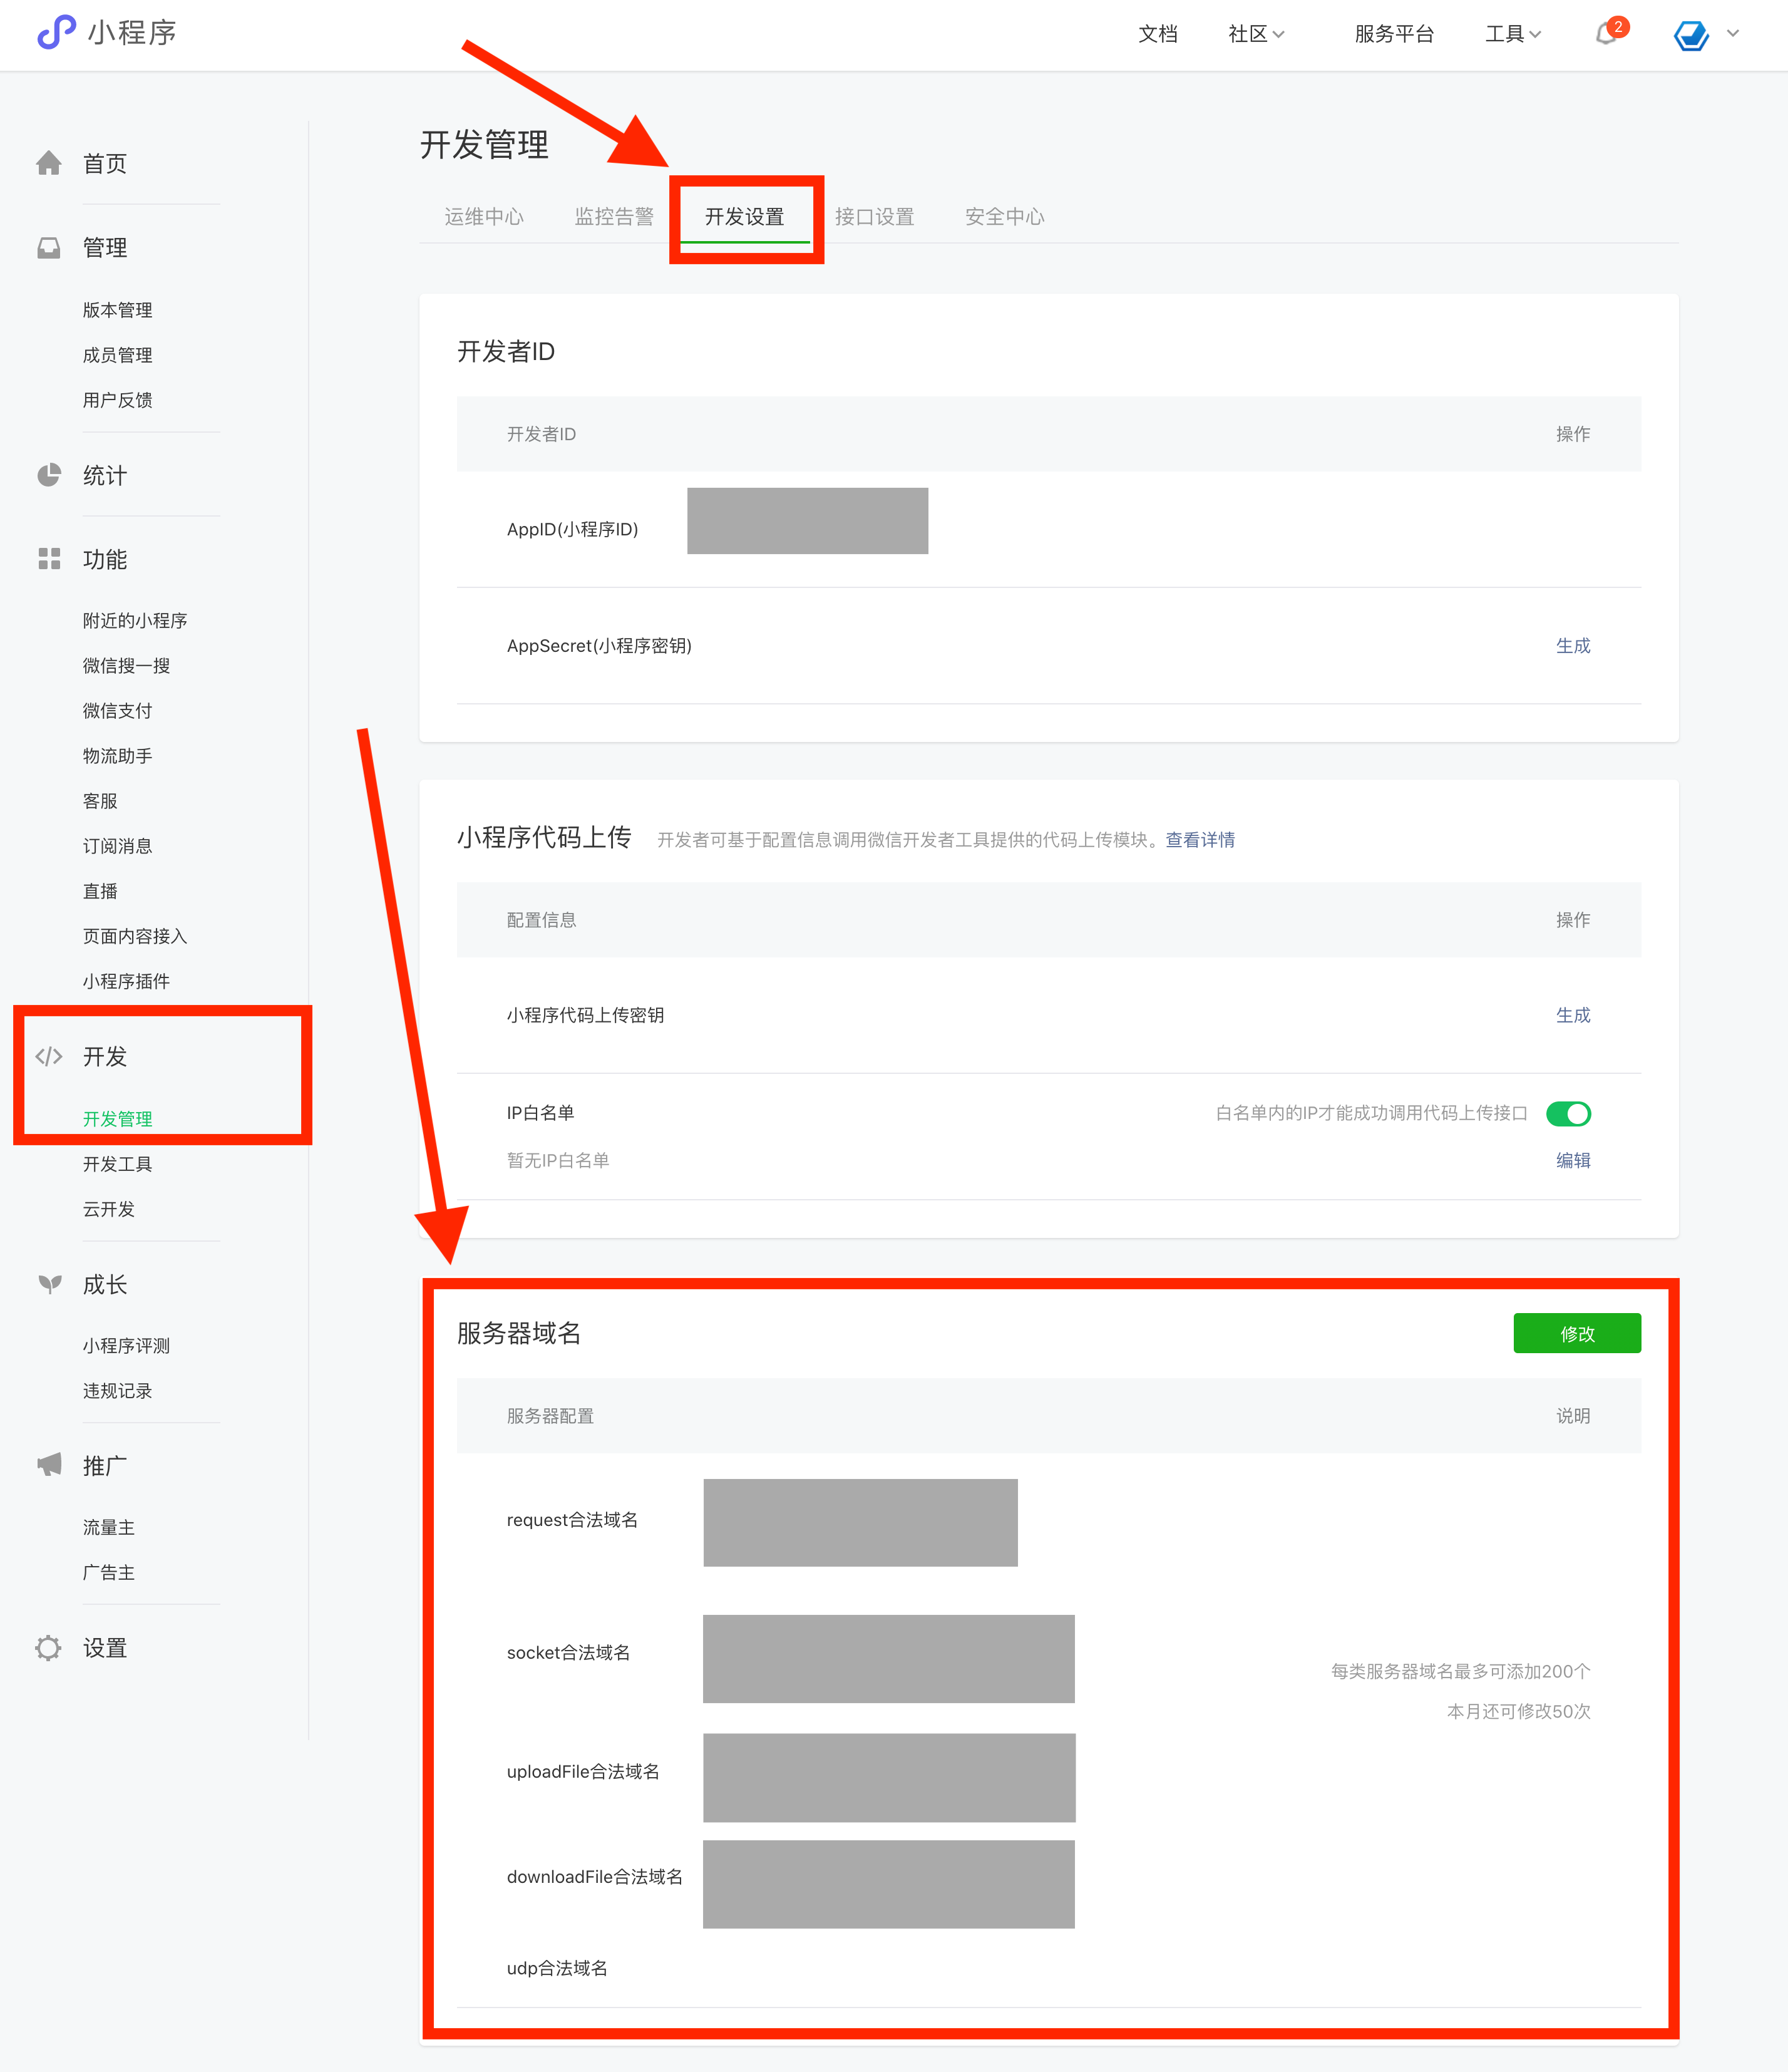 小程序
文档 社区 服务平台 工具 2
首页
管理
版本管理
成员管理
用户反馈
统计
功能
附近的小程序
微信搜一搜
微信支付
物流助手
客服
订阅消息
直播
页面内容接入
小程序插件
开发
开发管理
开发工具
云开发
成长
小程序评测
违规记录
推广
流量主
广告主
设置
开发管理
运维中心 监控告警 开发设置 接口设置 安全中心
开发者ID
开发者ID 操作
AppID(小程序ID)
AppSecret(小程序密钥) 生成
小程序代码上传 开发者可基于配置信息调用微信开发者工具提供的代码上传模块。查看详情
配置信息 操作
小程序代码上传密钥 生成
IP白名单 白名单内的IP才能成功调用代码上传接口
暂无IP白名单 编辑
服务器域名 修改
服务器配置 说明
request合法域名
socket合法域名
每类服务器域名最多可添加200个
本月还可修改50次
uploadFile合法域名
downloadFile合法域名
udp合法域名